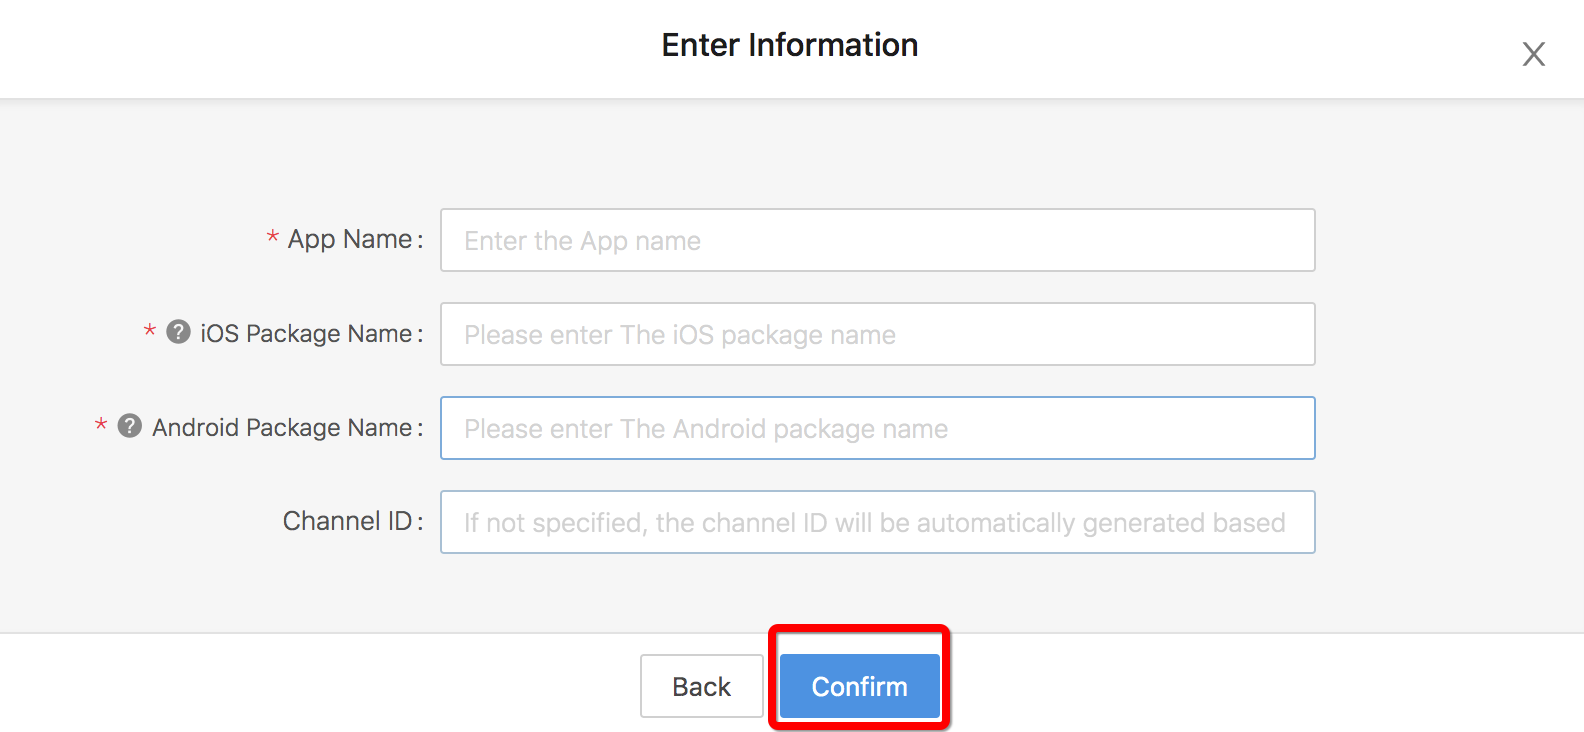 Enter Information
X
* App Name :
Enter the App name
* ? iOS Package Name :
Please enter The iOS package name
* ? Android Package Name :
Please enter The Android package name
Channel ID :
If not specified, the channel ID will be automatically generated based
Back
Confirm